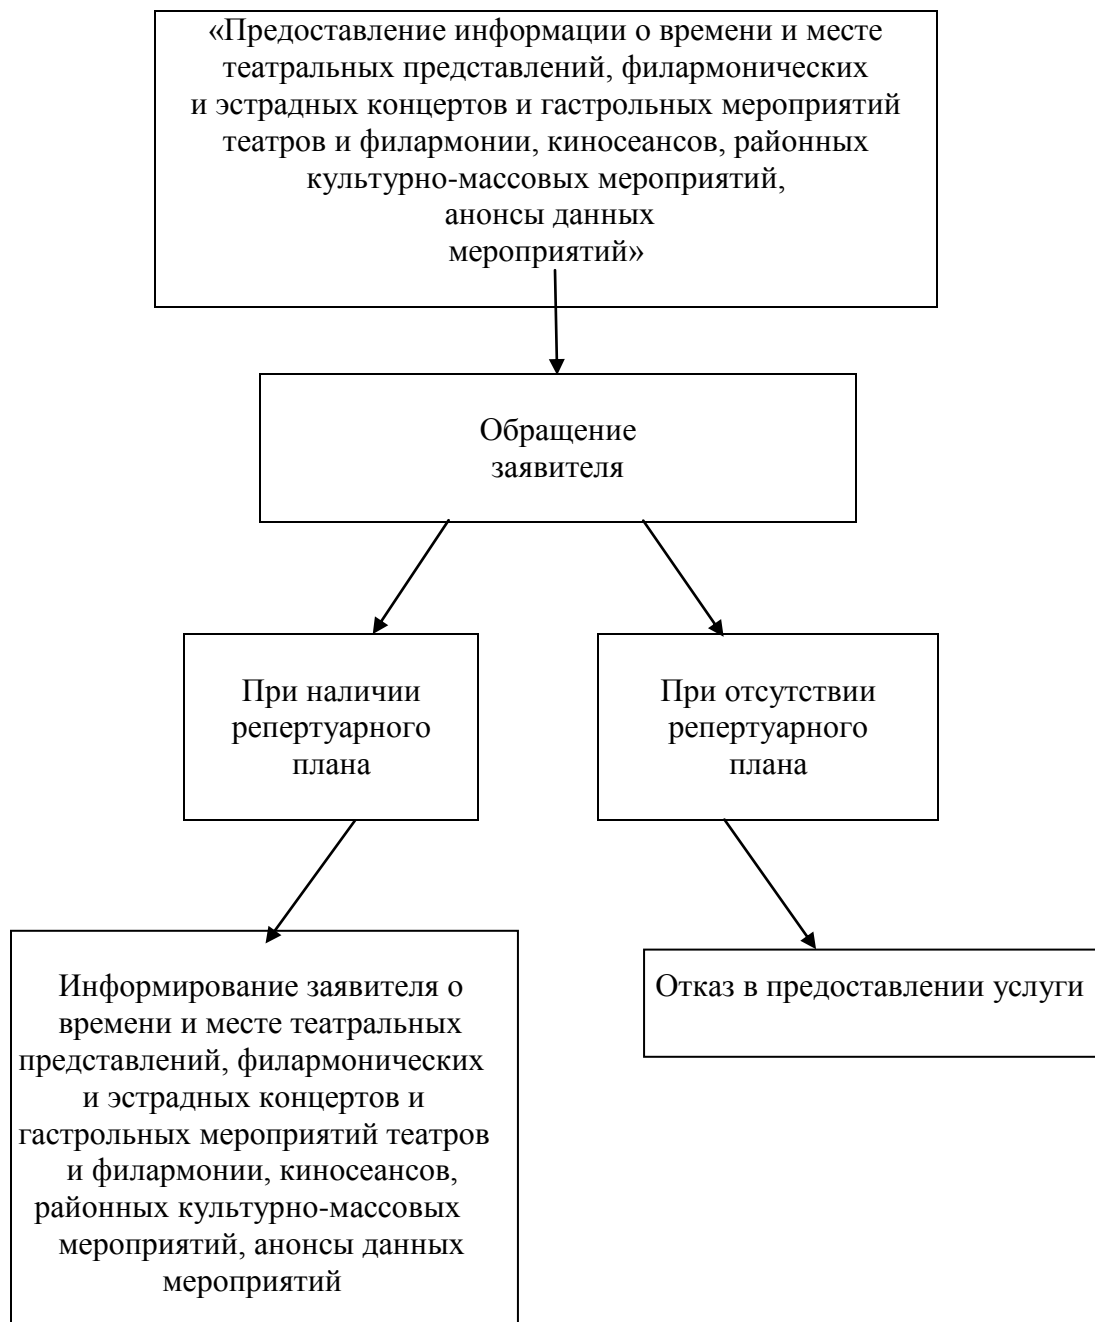 «Предоставление информации о времени и месте
театральных представлений, филармонических
и эстрадных концертов и гастрольных мероприятий
театров и филармонии, киносеансов, районных
культурно-массовых мероприятий,
анонсы данных
мероприятий»
Обращение
заявителя
При наличии
репертуарного
плана
При отсутствии
репертуарного
плана
Информирование заявителя о
времени и месте театральных
представлений, филармонических
и эстрадных концертов и
гастрольных мероприятий театров
и филармонии, киносеансов,
районных культурно-массовых
мероприятий, анонсы данных
мероприятий
Отказ в предоставлении услуги